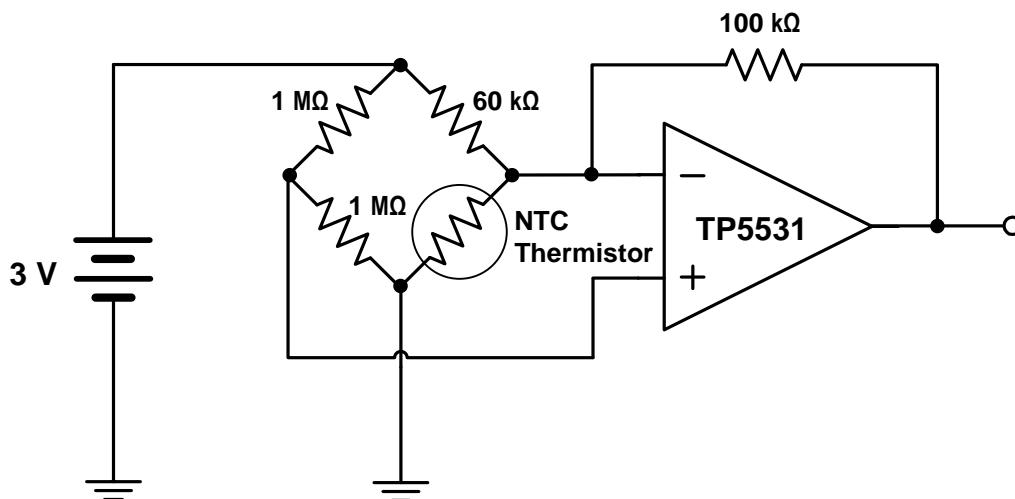 100 kΩ
1 MΩ
60 kΩ
1 MΩ
NTC
Thermistor
−
TP5531
+
3 V